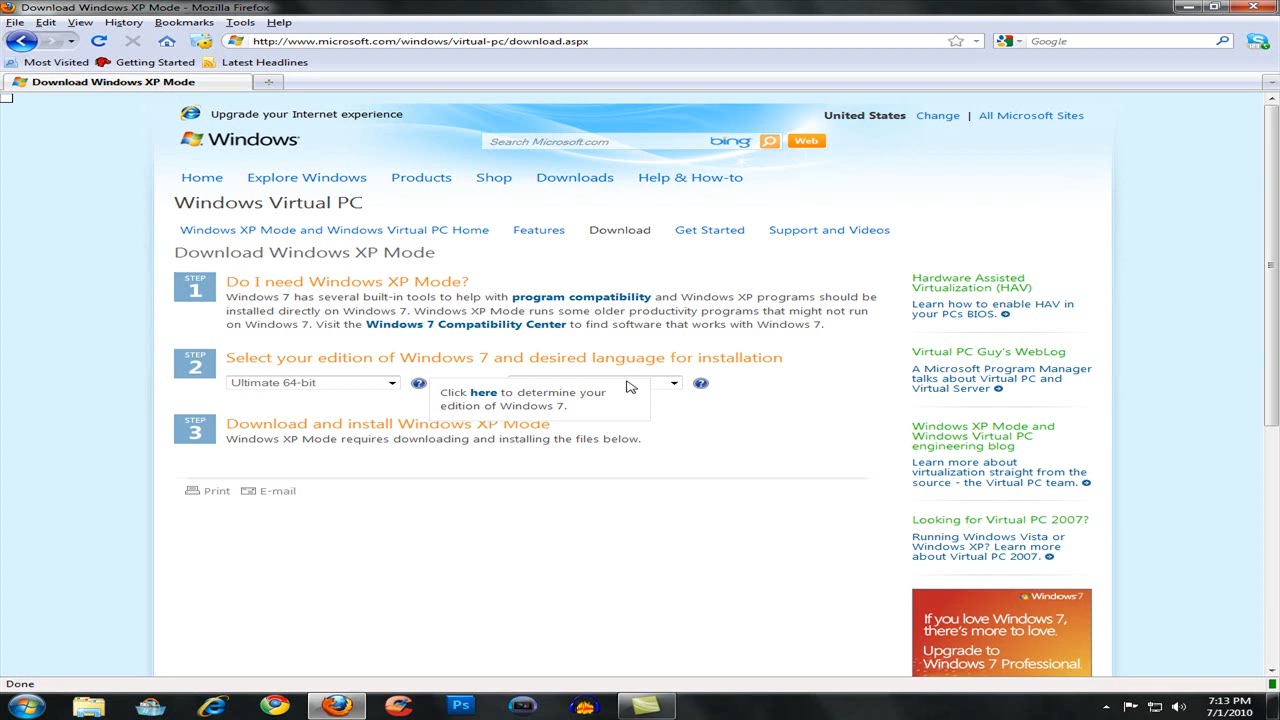 Download Windows XP Mode - Mozilla Firefox
File Edit View History Bookmarks Tools Help
http://www.microsoft.com/windows/virtual-pc/download.aspx
Google
Most Visited Getting Started Latest Headlines
Download Windows XP Mode
Upgrade your Internet experience
United States Change | All Microsoft Sites
Windows
Search Microsoft.com bing Web
Home Explore Windows Products Shop Downloads Help & How-to
Windows Virtual PC
Windows XP Mode and Windows Virtual PC Home Features Download Get Started Support and Videos
Download Windows XP Mode
STEP 1
Do I need Windows XP Mode?
Windows 7 has several built-in tools to help with program compatibility and Windows XP programs should be
installed directly on Windows 7. Windows XP Mode runs some older productivity programs that might not run
on Windows 7. Visit the Windows 7 Compatibility Center to find software that works with Windows 7.
STEP 2
Select your edition of Windows 7 and desired language for installation
Ultimate 64-bit
Click here to determine your
edition of Windows 7.
STEP 3
Download and install Windows XP Mode
Windows XP Mode requires downloading and installing the files below.
Print E-mail
Hardware Assisted
Virtualization (HAV)
Learn how to enable HAV in
your PCs BIOS.
Virtual PC Guy's WebLog
A Microsoft Program Manager
talks about Virtual PC and
Virtual Server
Windows XP Mode and
Windows Virtual PC
engineering blog
Learn more about
virtualization straight from the
source - the Virtual PC team.
Looking for Virtual PC 2007?
Running Windows Vista or
Windows XP? Learn more
about Virtual PC 2007.
Windows 7
If you love Windows 7,
there's more to love.
Upgrade to
Windows 7 Professional.
Done
Ps
7:13 PM
7/1/2010